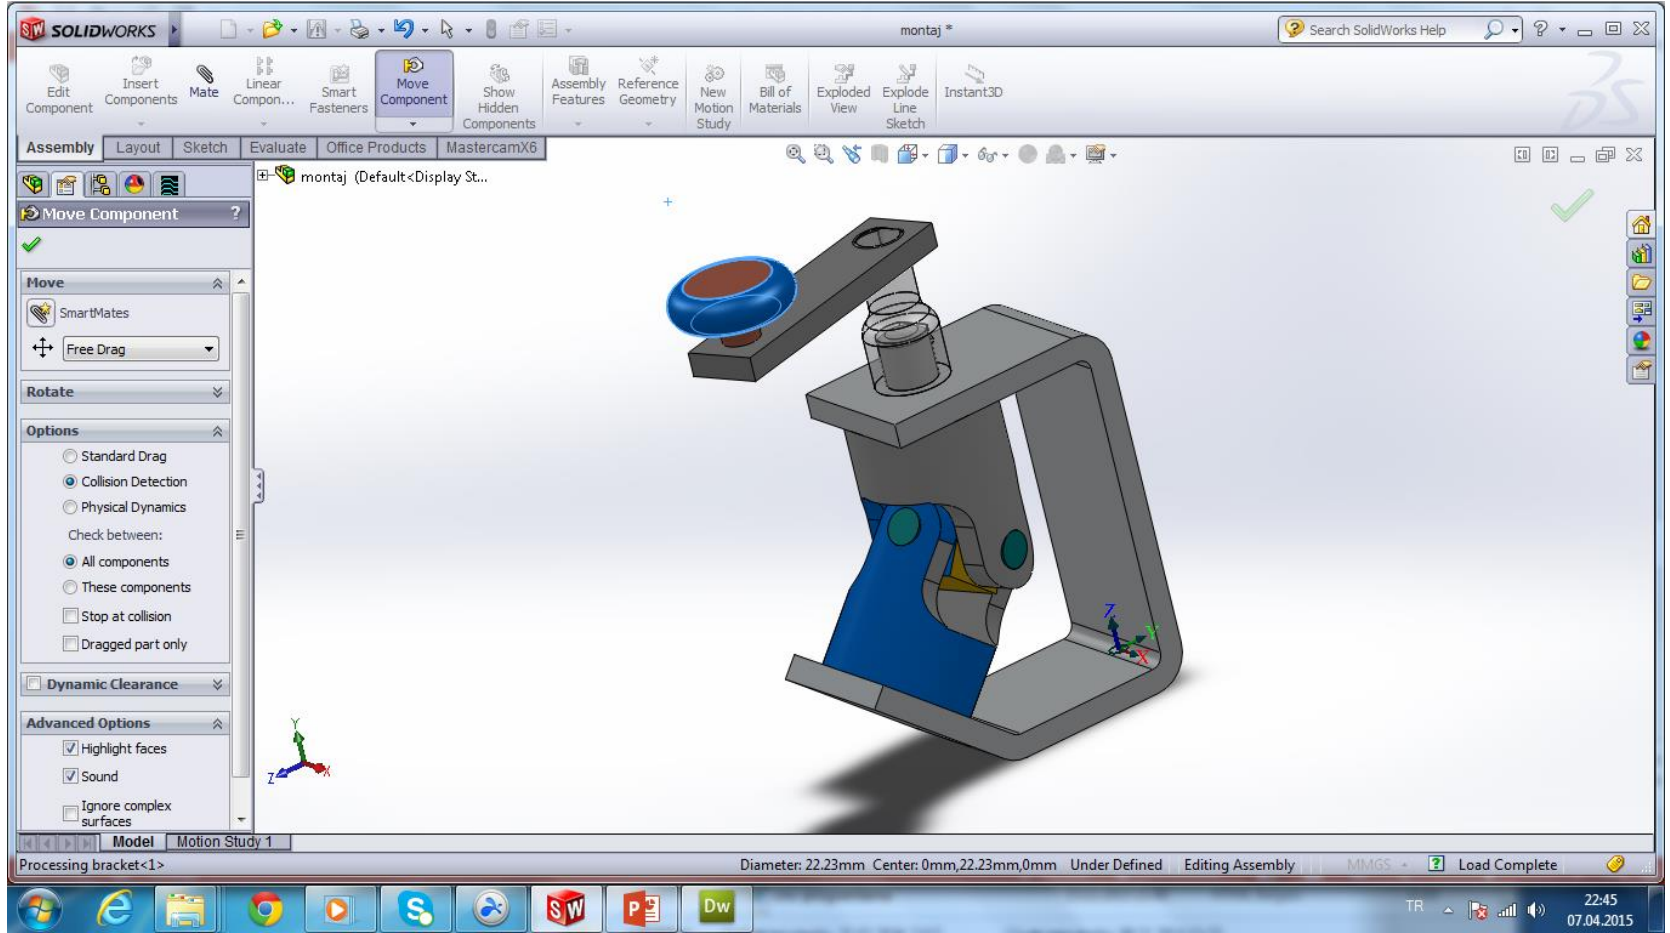 SOLIDWORKS
montaj *
Search SolidWorks Help
Edit Component
Insert Components
Mate
Linear Compon...
Smart Fasteners
Move Component
Show Hidden Components
Assembly Features
Reference Geometry
New Motion Study
Bill of Materials
Exploded View
Explode Line Sketch
Instant3D
Assembly Layout Sketch Evaluate Office Products MastercamX6
montaj (Default<Display St...
Move Component ?
Move
SmartMates
Free Drag
Rotate
Options
Standard Drag
Collision Detection
Physical Dynamics
Check between:
All components
These components
Stop at collision
Dragged part only
Dynamic Clearance
Advanced Options
Highlight faces
Sound
Ignore complex
surfaces
Z
Y
X
Y
Z
X
Model Motion Study 1
Processing bracket<1>
Diameter: 22.23mm Center: 0mm,22.23mm,0mm Under Defined Editing Assembly MMGS Load Complete
TR
22:45
07.04.2015
Dw